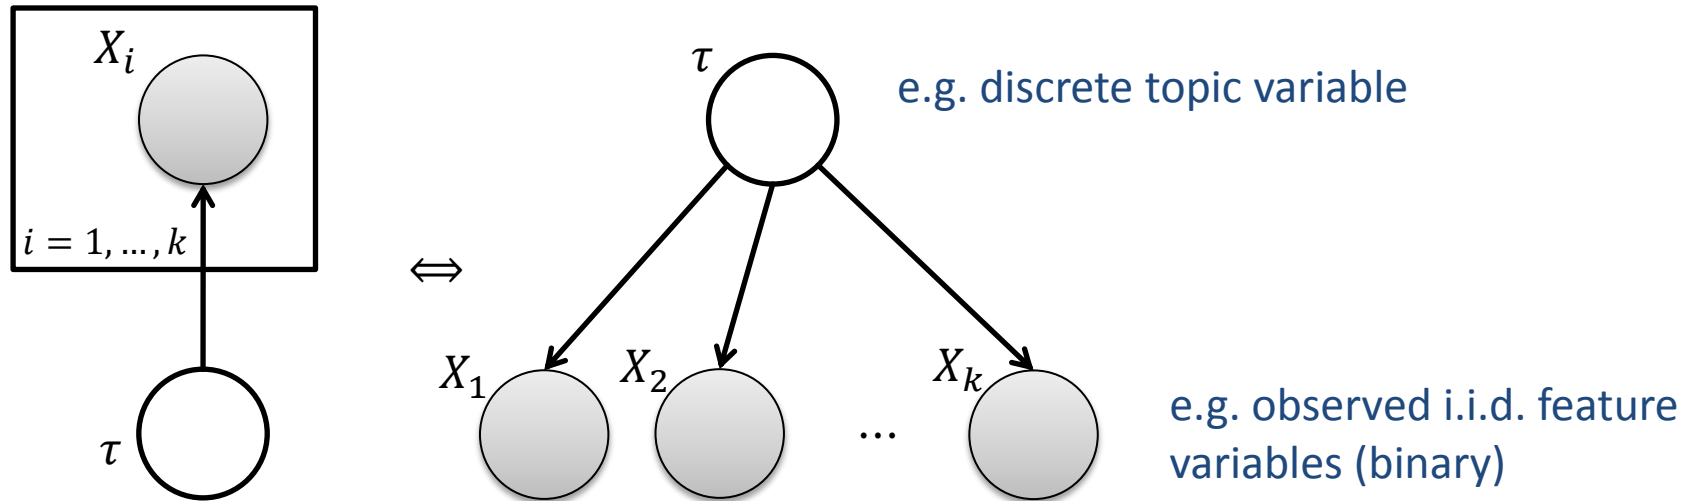 X_i
i = 1, … , k
τ
⇔
τ
e.g. discrete topic variable
X_1
X_2
...
X_k
e.g. observed i.i.d. feature
variables (binary)